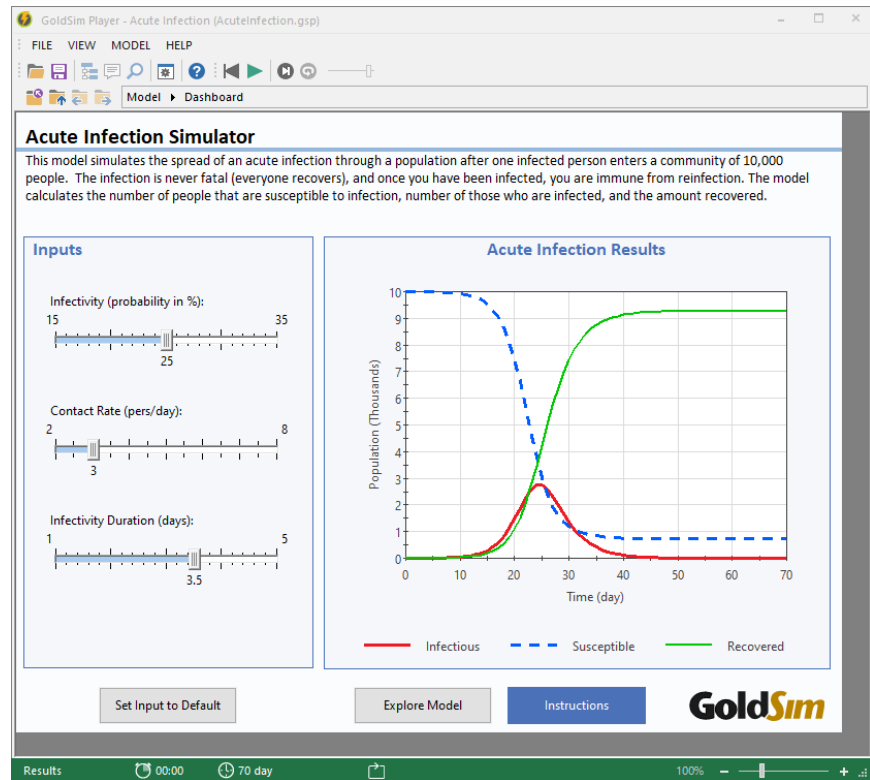 GoldSim Player - Acute Infection (AcuteInfection.gsp)
FILE VIEW MODEL HELP
Model Dashboard
Acute Infection Simulator
This model simulates the spread of an acute infection through a population after one infected person enters a community of 10,000
people. The infection is never fatal (everyone recovers), and once you have been infected, you are immune from reinfection. The model
calculates the number of people that are susceptible to infection, number of those who are infected, and the amount recovered.
Inputs
Infectivity (probability in %):
15 35
25
Contact Rate (pers/day):
2 8
3
Infectivity Duration (days):
1 5
3.5
Acute Infection Results
Population (Thousands)
10
9
8
7
6
5
4
3
2
1
0
0 10 20 30 40 50 60 70
Time (day)
Infectious Susceptible Recovered
Set Input to Default
Explore Model
Instructions
GoldSim
Results 00:00 70 day 100%